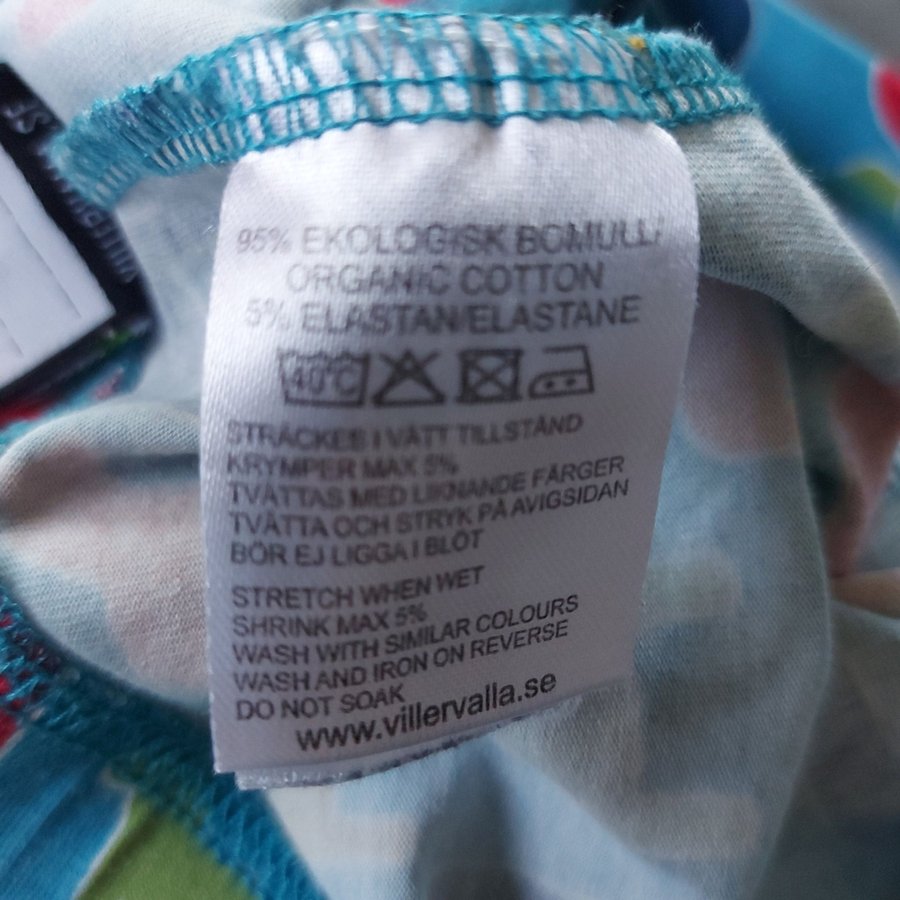 95% EKOLOGISK BOMULL/
ORGANIC COTTON
5% ELASTAN/ELASTANE
40°C
STRÄCKES I VÅTT TILLSTÅND
KRYMPER MAX 5%
TVÄTTAS MED LIKNANDE FÄRGER
TVÄTTA OCH STRYK PÅ AVIGSIDAN
BÖR EJ LIGGA I BLÖT
STRETCH WHEN WET
SHRINK MAX 5%
WASH WITH SIMILAR COLOURS
WASH AND IRON ON REVERSE
DO NOT SOAK
www.villervalla.se